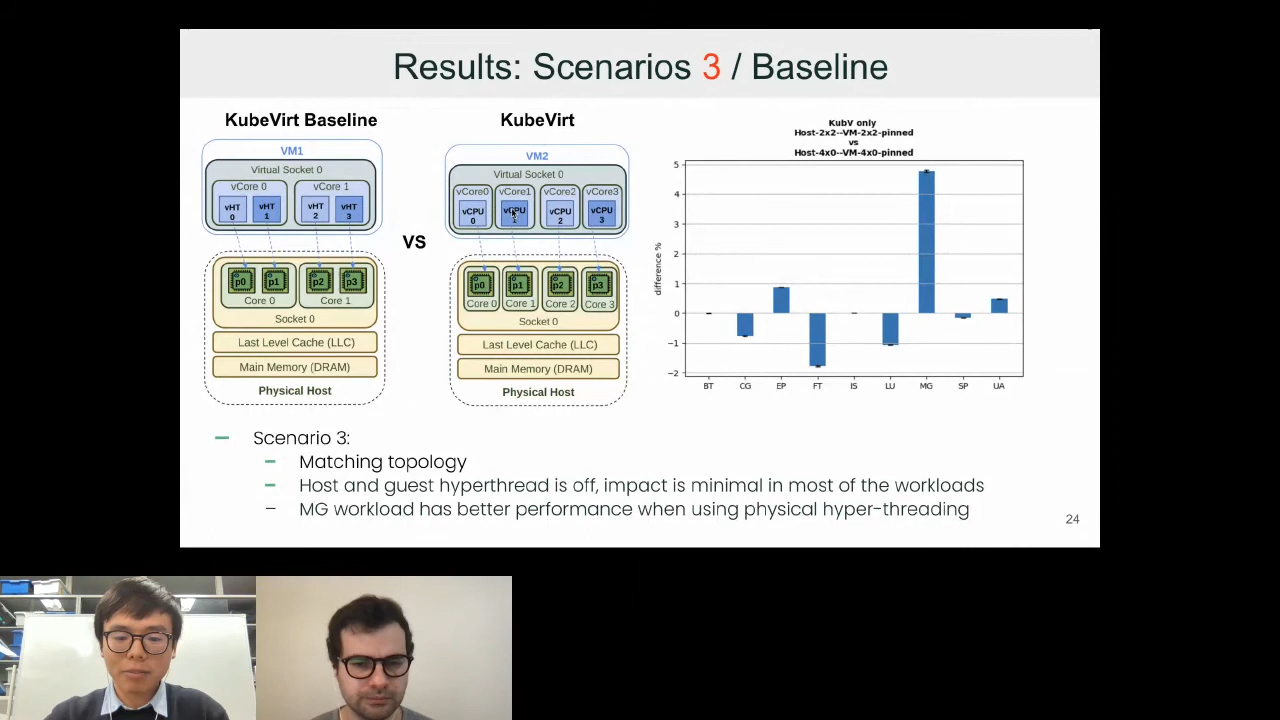 Results: Scenarios 3 / Baseline
KubeVirt Baseline
VM1
Virtual Socket 0
vCore 0
vCore 1
vHT 0
vHT 1
vHT 2
vHT 3
p0
p1
p2
p3
Core 0
Core 1
Socket 0
Last Level Cache (LLC)
Main Memory (DRAM)
Physical Host
VS
KubeVirt
VM2
Virtual Socket 0
vCore0
vCore1
vCore2
vCore3
vCPU 0
vCPU 1
vCPU 2
vCPU 3
p0
p1
p2
p3
Core 0
Core 1
Core 2
Core 3
Socket 0
Last Level Cache (LLC)
Main Memory (DRAM)
Physical Host
KubV only
Host-2x2--VM-2x2-pinned
vs
Host-4x0--VM-4x0-pinned
difference %
5
4
3
2
1
0
−1
−2
BT
CG
EP
FT
IS
LU
MG
SP
UA
– Scenario 3:
– Matching topology
– Host and guest hyperthread is off, impact is minimal in most of the workloads
– MG workload has better performance when using physical hyper-threading
24